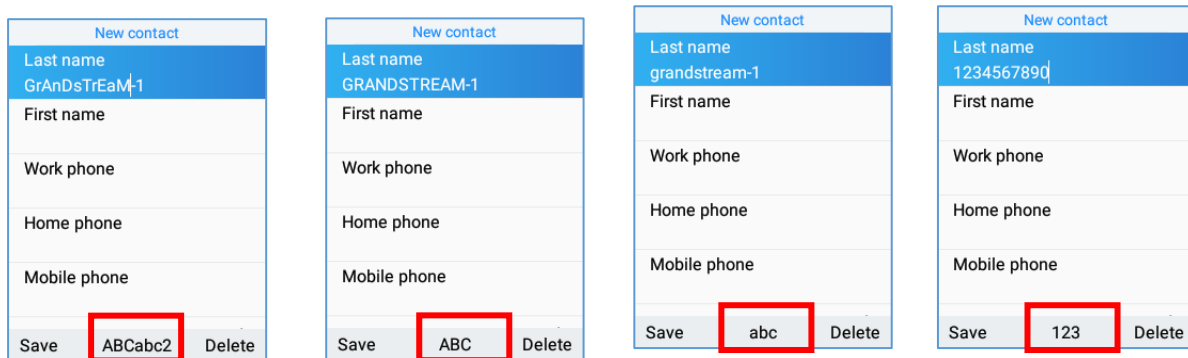 New contact
Last name
GrAnDsTrEaM-1
First name
Work phone
Home phone
Mobile phone
Save ABCabc2 Delete
New contact
Last name
GRANDSTREAM-1
First name
Work phone
Home phone
Mobile phone
Save ABC Delete
New contact
Last name
grandstream-1
First name
Work phone
Home phone
Mobile phone
Save abc Delete
New contact
Last name
1234567890
First name
Work phone
Home phone
Mobile phone
Save 123 Delete